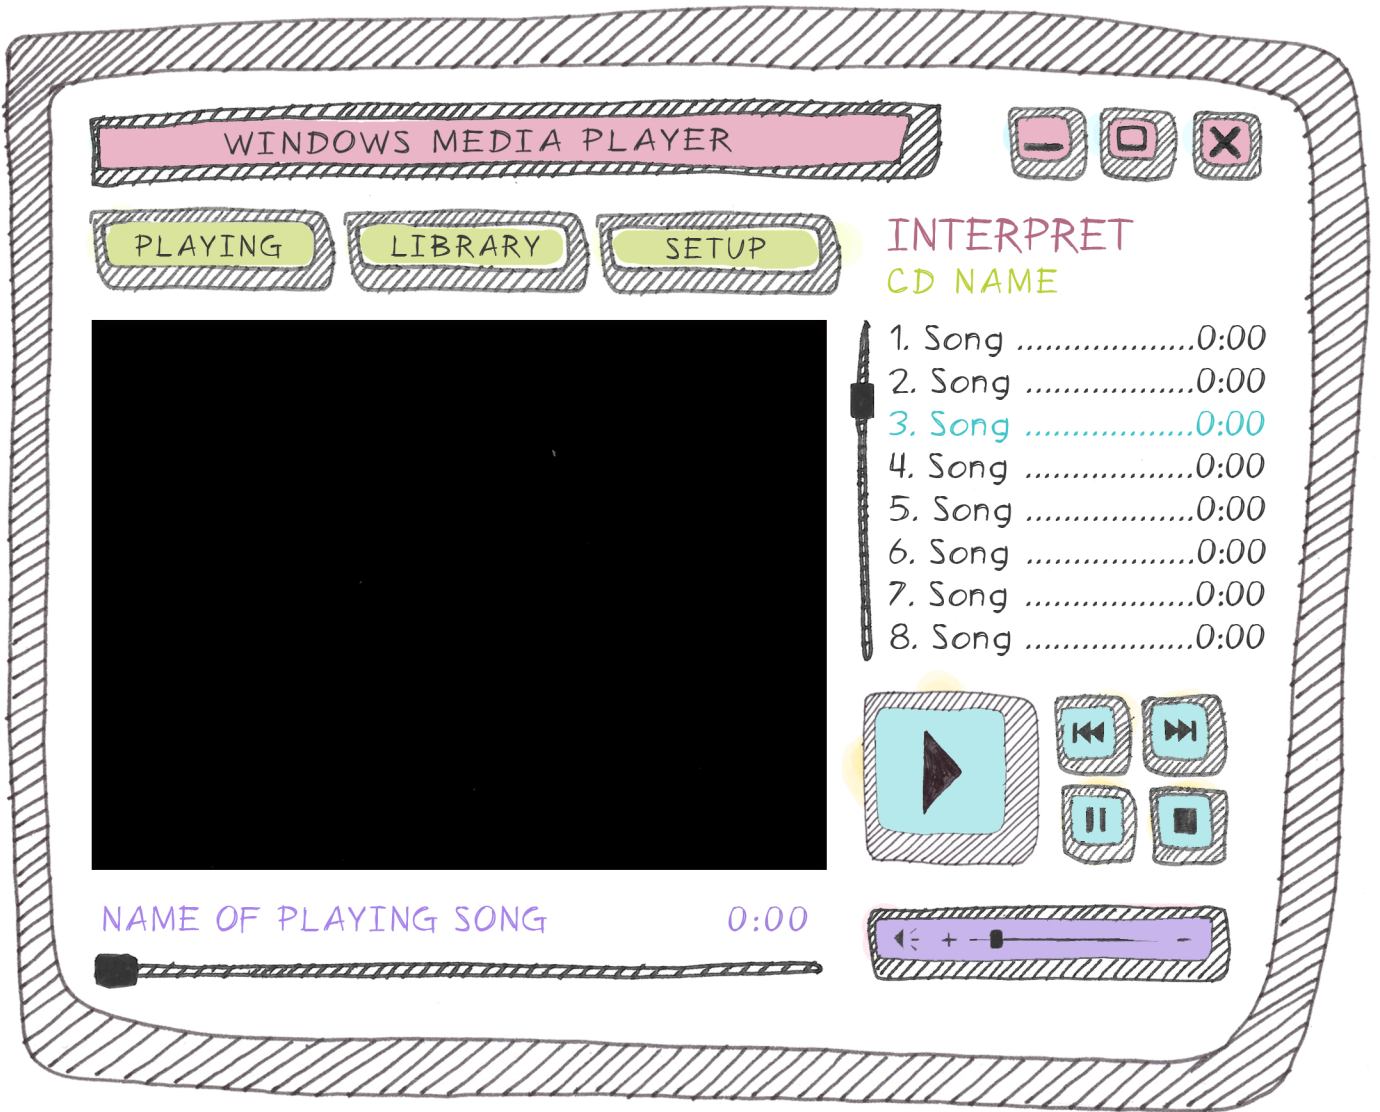 WINDOWS MEDIA PLAYER
PLAYING LIBRARY SETUP
INTERPRET
CD NAME
1. Song ..................0:00
2. Song .................0:00
3. Song .................0:00
4. Song .................0:00
5. Song .................0:00
6. Song .................0:00
7. Song .................0:00
8. Song .................0:00
NAME OF PLAYING SONG 0:00